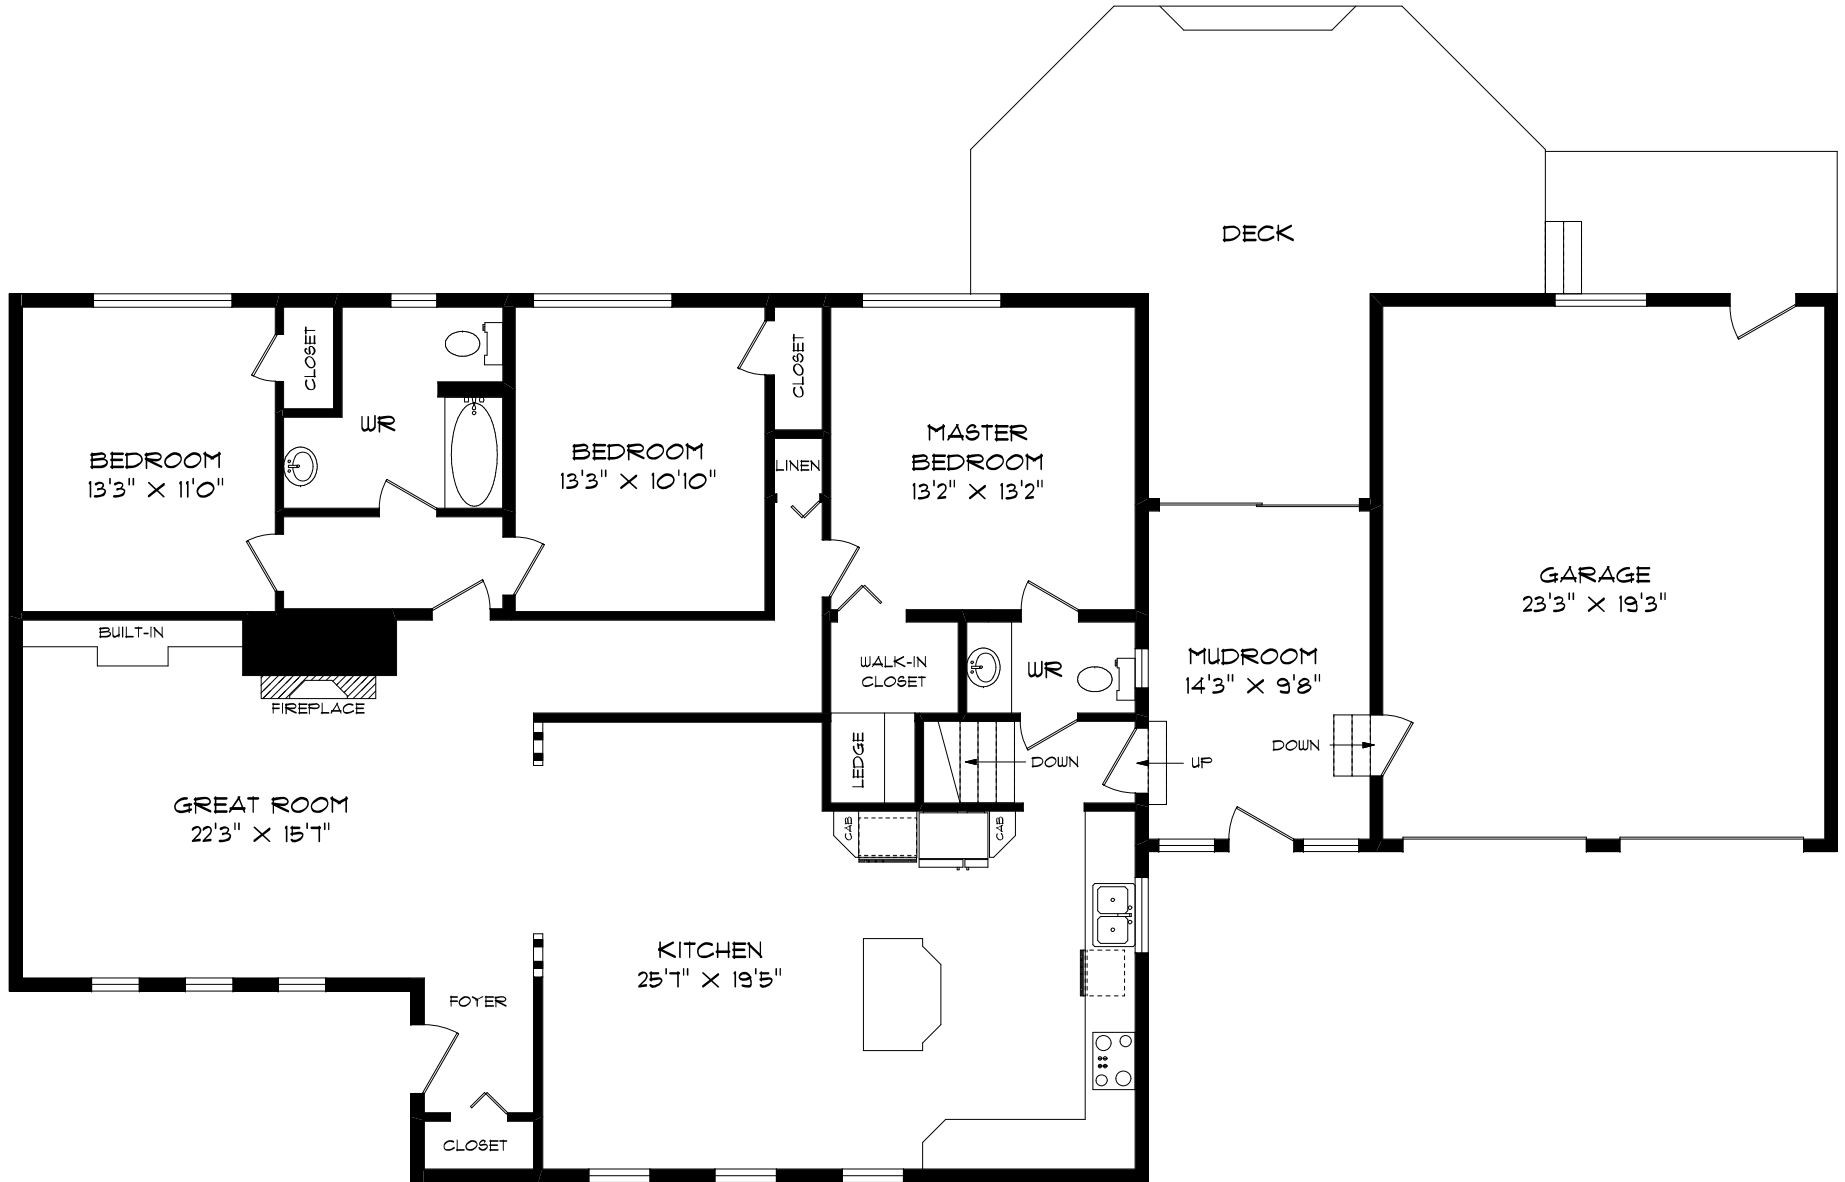 DECK
CLOSET
CLOSET
WR
MASTER
BEDROOM
13'2" X 13'2"
BEDROOM
13'3" X 11'0"
BEDROOM
13'3" X 10'10"
LINEN
GARAGE
23'3" X 19'3"
BUILT-IN
FIREPLACE
WALK-IN
CLOSET
WR
MUDROOM
14'3" X 9'8"
LEDGE
DOWN
UP
DOWN
GREAT ROOM
22'3" X 15'7"
CAB
CAB
KITCHEN
25'7" X 19'5"
FOYER
CLOSET